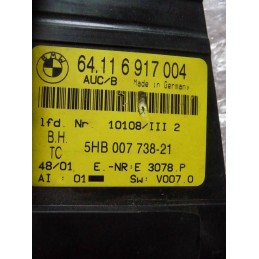 BMW
64.11 6 917 004
AUC/B Made in Germany
lfd. Nr. 10108/III 2
B.H.
TC 5HB 007 738-21
48/01 E.-NR:E 3078.P
AI: 01 SW: V007.0